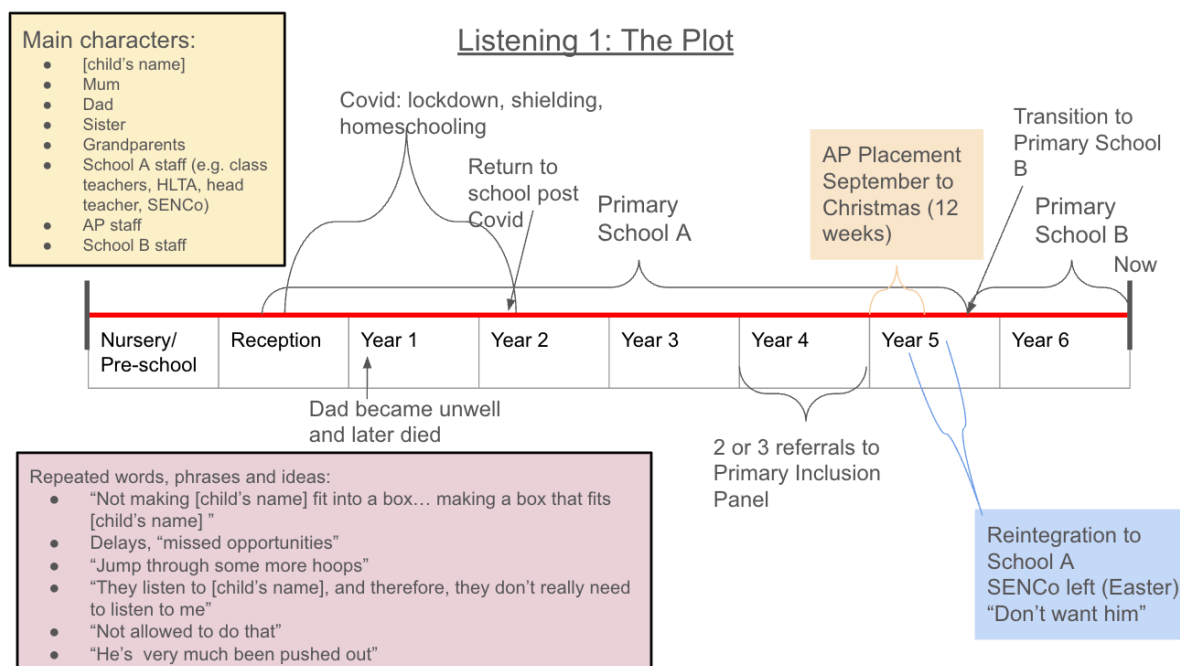 Main characters:
● [child's name]
● Mum
● Dad
● Sister
● Grandparents
● School A staff (e.g. class
teachers, HLTA, head
teacher, SENCo)
● AP staff
● School B staff
Listening 1: The Plot
Covid: lockdown, shielding,
homeschooling
Return to
school post
Covid
Primary
School A
AP Placement
September to
Christmas (12
weeks)
Transition to
Primary School
B
Primary
School B
Now
Nursery/
Pre-school
Reception
Year 1
Year 2
Year 3
Year 4
Year 5
Year 6
Dad became unwell
and later died
2 or 3 referrals to
Primary Inclusion
Panel
Reintegration to
School A
SENCo left (Easter)
“Don’t want him”
Repeated words, phrases and ideas:
● “Not making [child’s name] fit into a box… making a box that fits
[child’s name] ”
● Delays, “missed opportunities”
● “Jump through some more hoops”
● “They listen to [child’s name], and therefore, they don’t really need
to listen to me”
● “Not allowed to do that”
● “He’s  very much been pushed out”